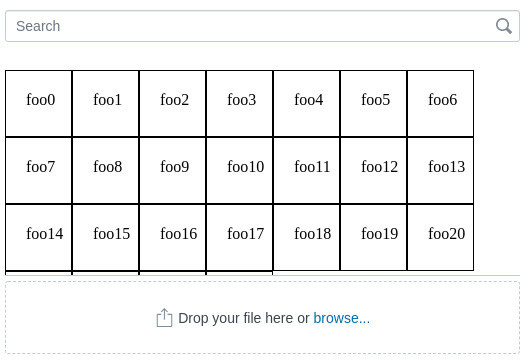 Search
foo0 foo1 foo2 foo3 foo4 foo5 foo6
foo7 foo8 foo9 foo10 foo11 foo12 foo13
foo14 foo15 foo16 foo17 foo18 foo19 foo20
Drop your file here or browse...